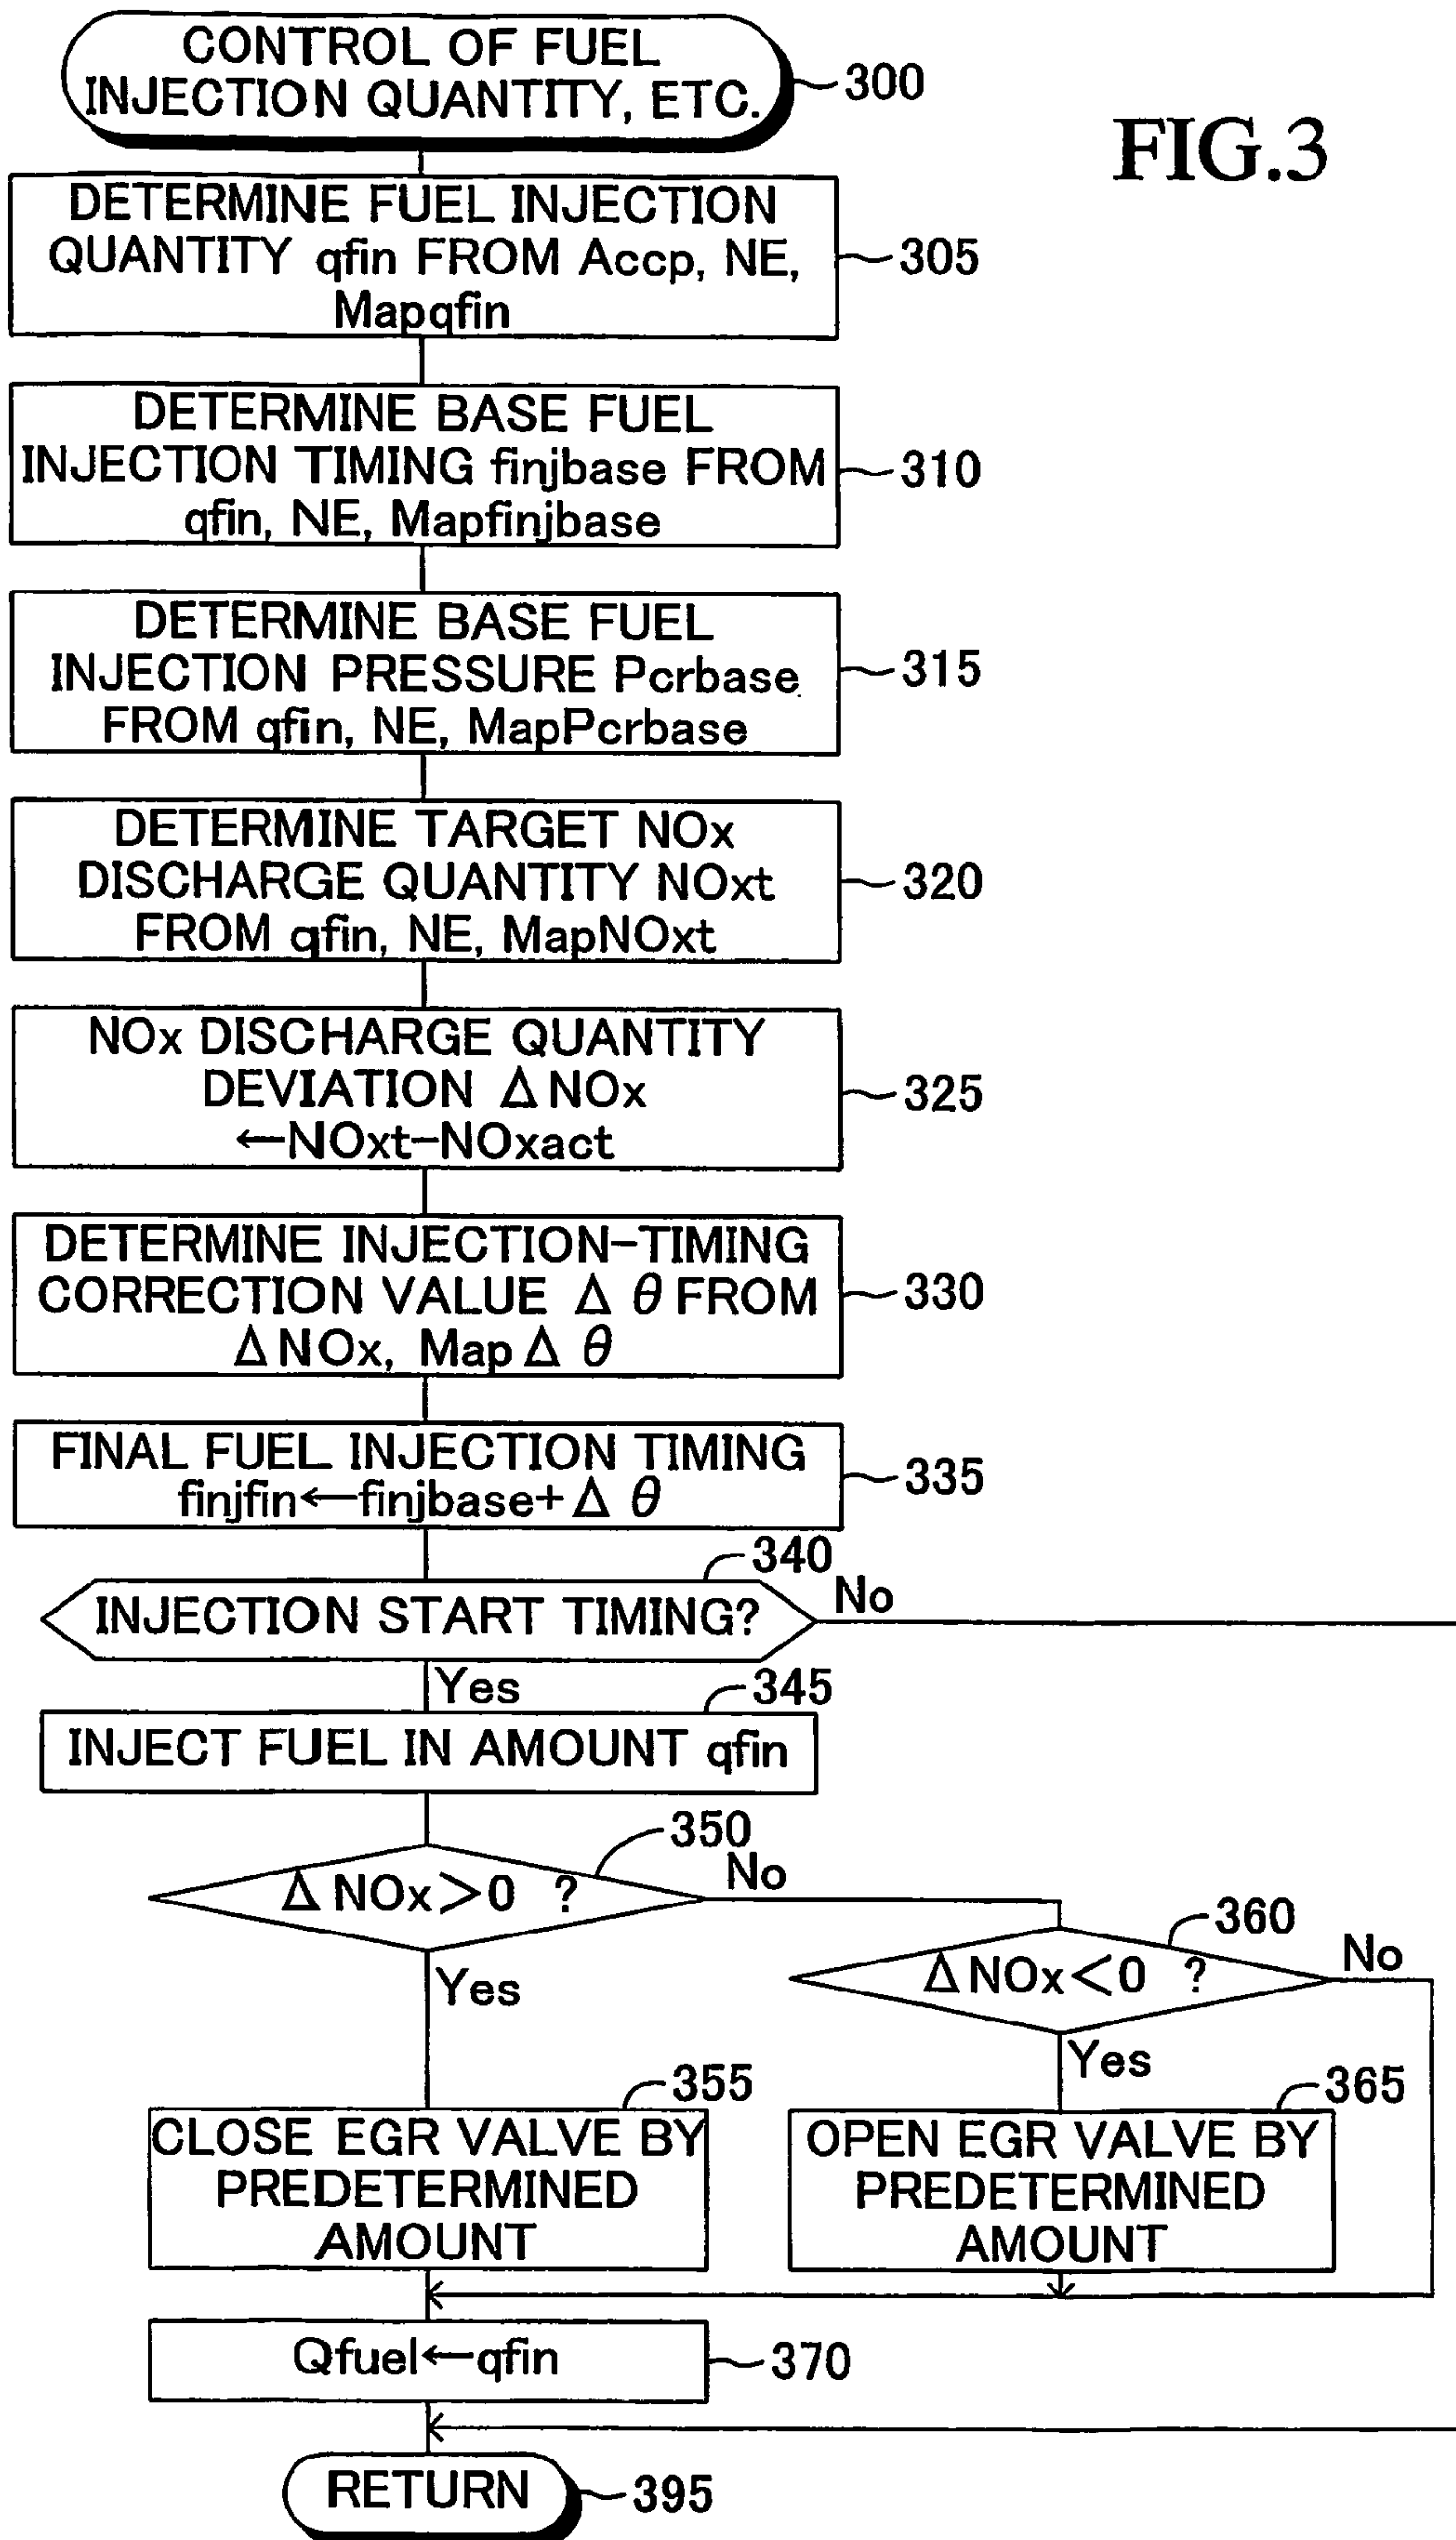 CONTROL OF FUEL
INJECTION QUANTITY, ETC.
300
FIG.3
DETERMINE FUEL INJECTION
QUANTITY qfin FROM Accp, NE,
Mapqfin
305
DETERMINE BASE FUEL
INJECTION TIMING finjbase FROM
qfin, NE, Mapfinjbase
310
DETERMINE BASE FUEL
INJECTION PRESSURE Pcrbase
FROM qfin, NE, MapPcrbase
315
DETERMINE TARGET NOx
DISCHARGE QUANTITY NOxt
FROM qfin, NE, MapNOxt
320
NOx DISCHARGE QUANTITY
DEVIATION ΔNOx
←NOxt-NOxact
325
DETERMINE INJECTION-TIMING
CORRECTION VALUE Δ θ FROM
ΔNOx, Map Δ θ
330
FINAL FUEL INJECTION TIMING
finjfin←finjbase+Δ θ
335
340
INJECTION START TIMING?
No
Yes
345
INJECT FUEL IN AMOUNT qfin
350
ΔNOx>0 ?
No
Yes
360
ΔNOx<0 ?
No
Yes
355
CLOSE EGR VALVE BY
PREDETERMINED
AMOUNT
365
OPEN EGR VALVE BY
PREDETERMINED
AMOUNT
Qfuel←qfin
370
RETURN
395